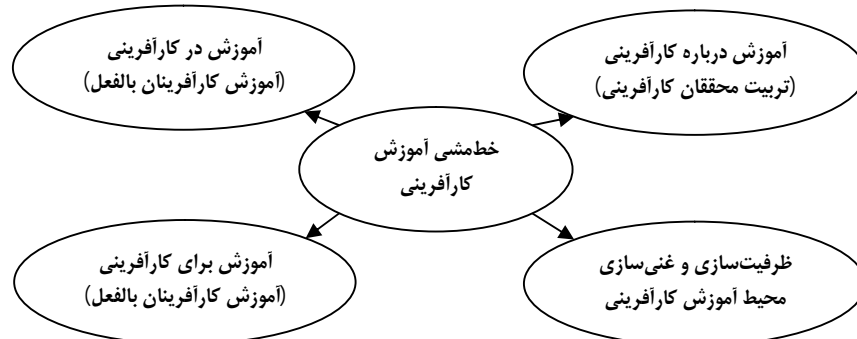 آموزش درباره کارآفرینی
(تربیت محققان کارآفرینی)
آموزش در کارآفرینی
(آموزش کارآفرینان بالفعل)
خط‌مشی آموزش
کارآفرینی
ظرفیت‌سازی و غنی‌سازی
محیط آموزش کارآفرینی
آموزش برای کارآفرینی
(آموزش کارآفرینان بالفعل)